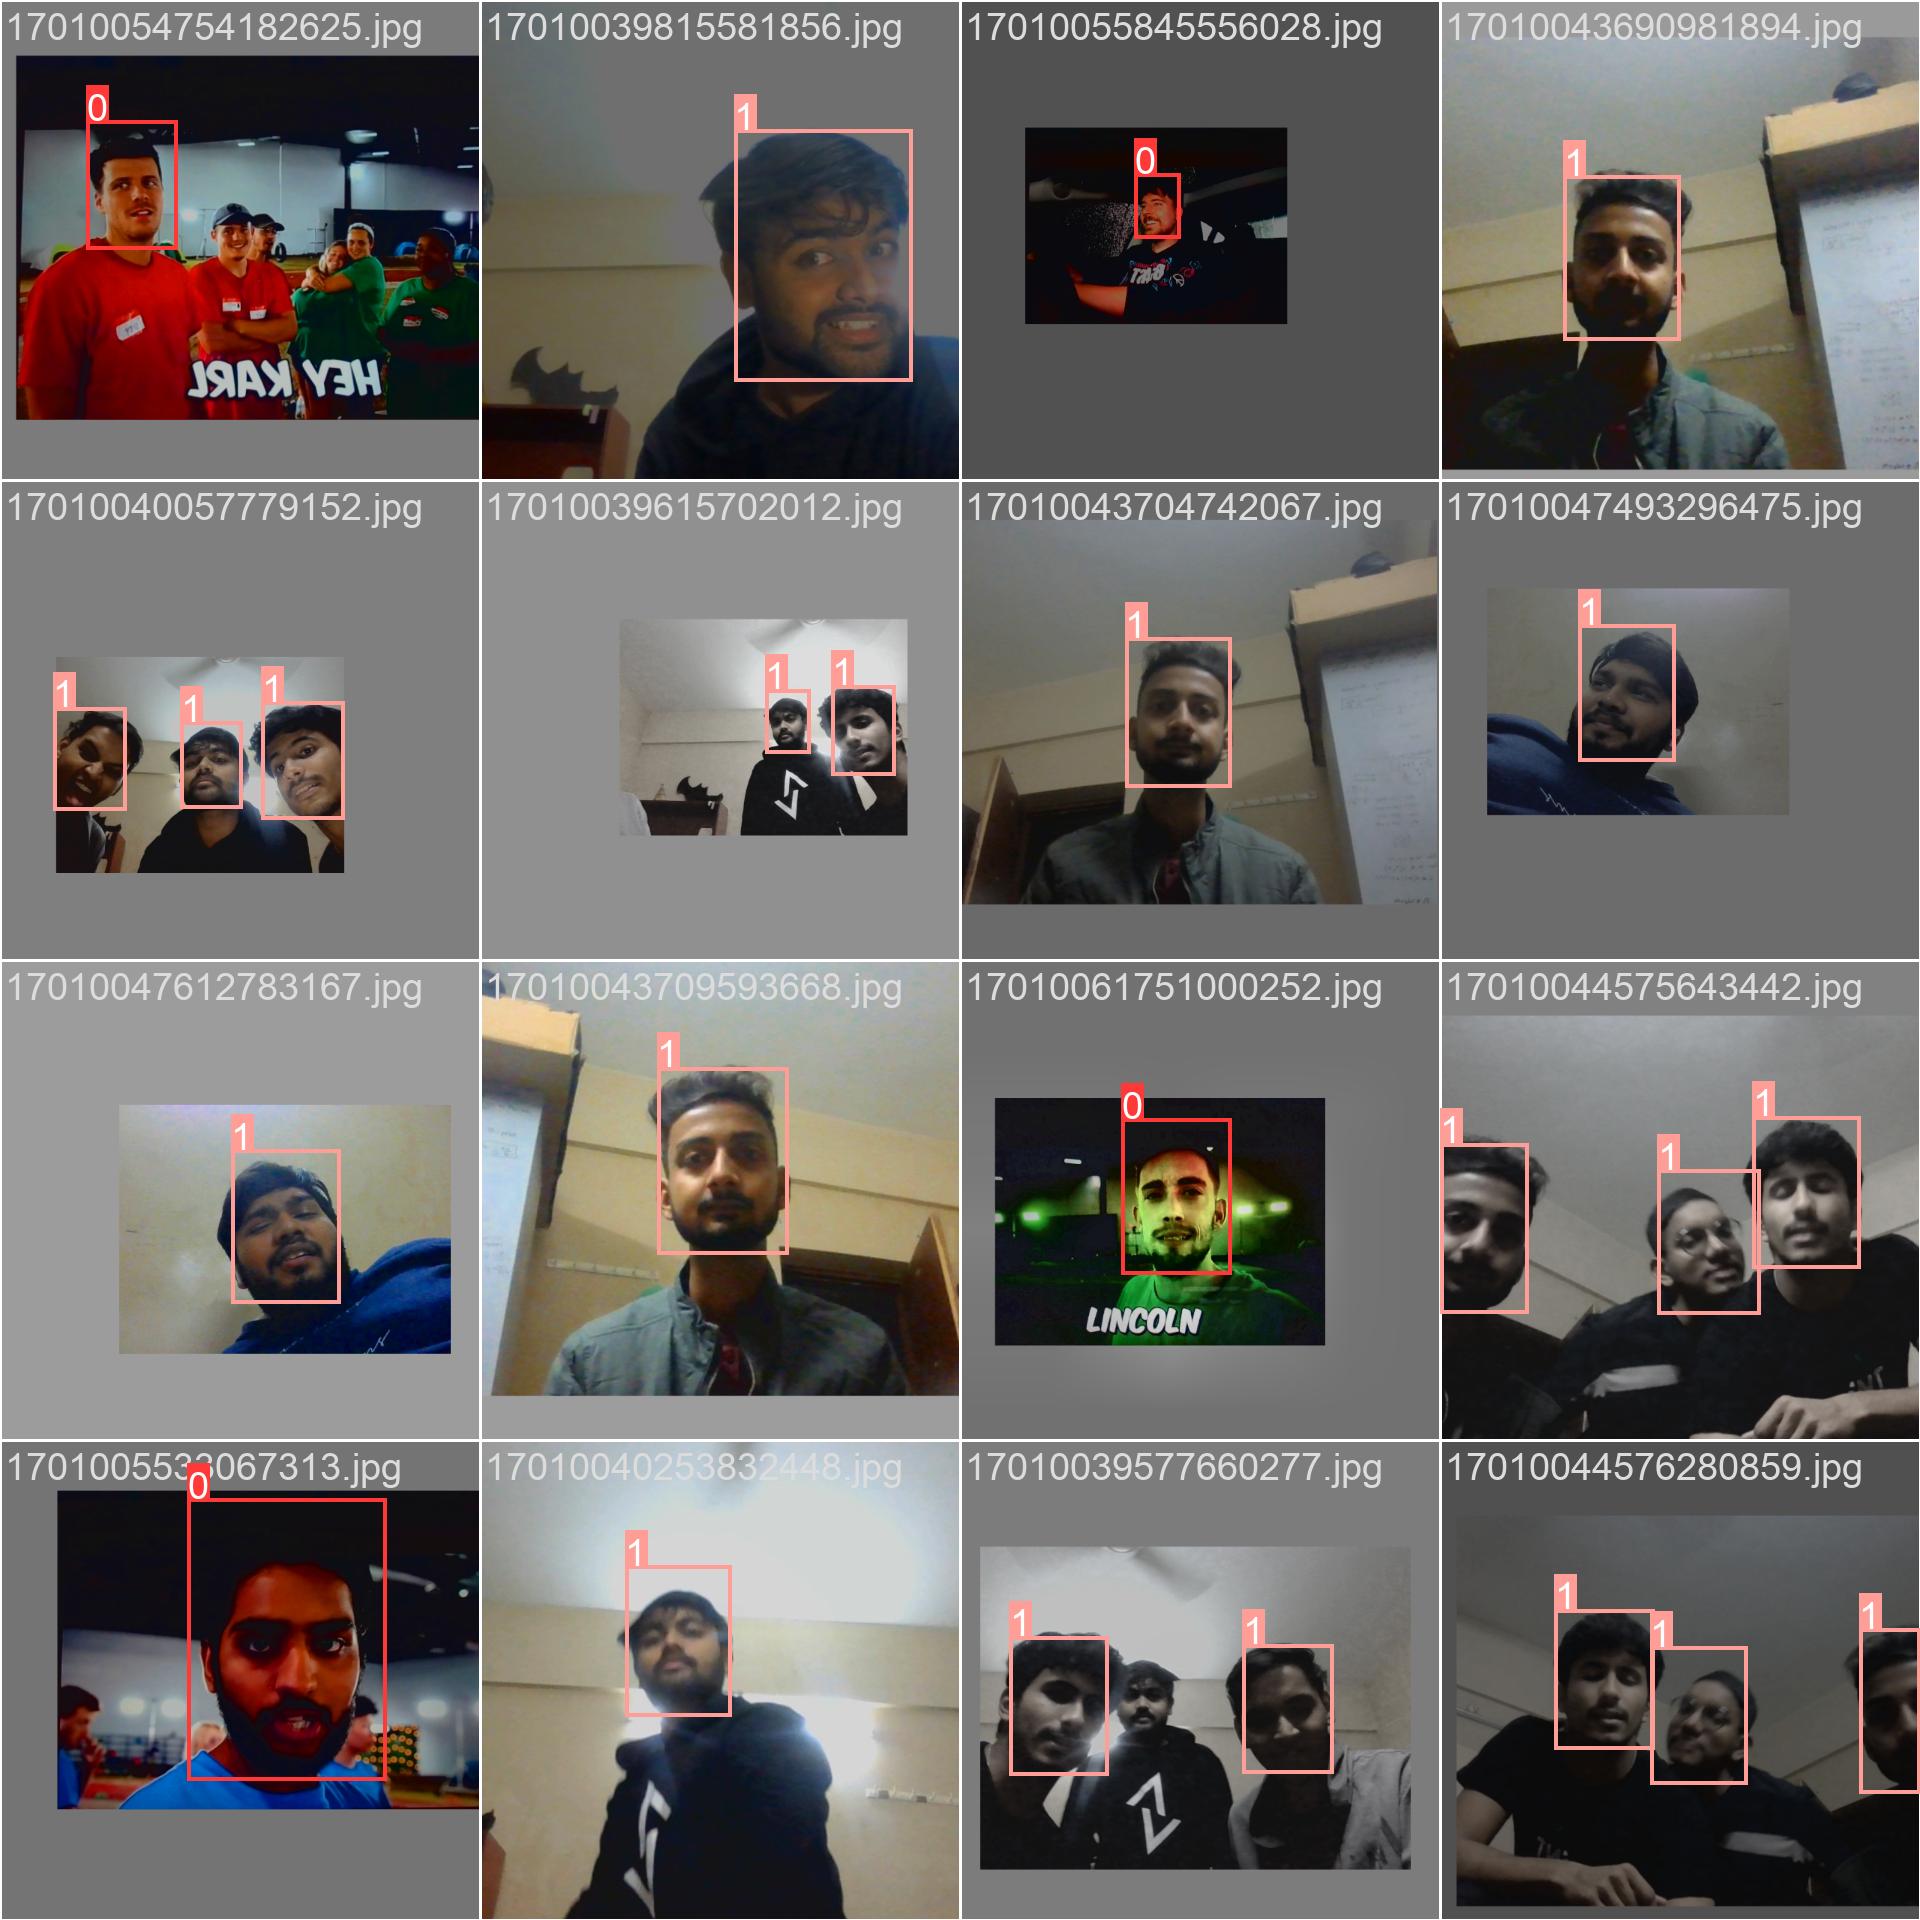 17010054754182625.jpg
17010039815581856.jpg
17010055845556028.jpg
17010043690981894.jpg
0
1
0
1
HEY KARL
17010040057779152.jpg
17010039615702012.jpg
17010043704742067.jpg
17010047493296475.jpg
1
1
1
1
1
1
1
17010047612783167.jpg
17010043709593668.jpg
17010061751000252.jpg
17010044575643442.jpg
1
1
0
1
1
1
LINCOLN
1701005533067313.jpg
17010040253832448.jpg
17010039577660277.jpg
17010044576280859.jpg
0
1
1
1
1
1
1